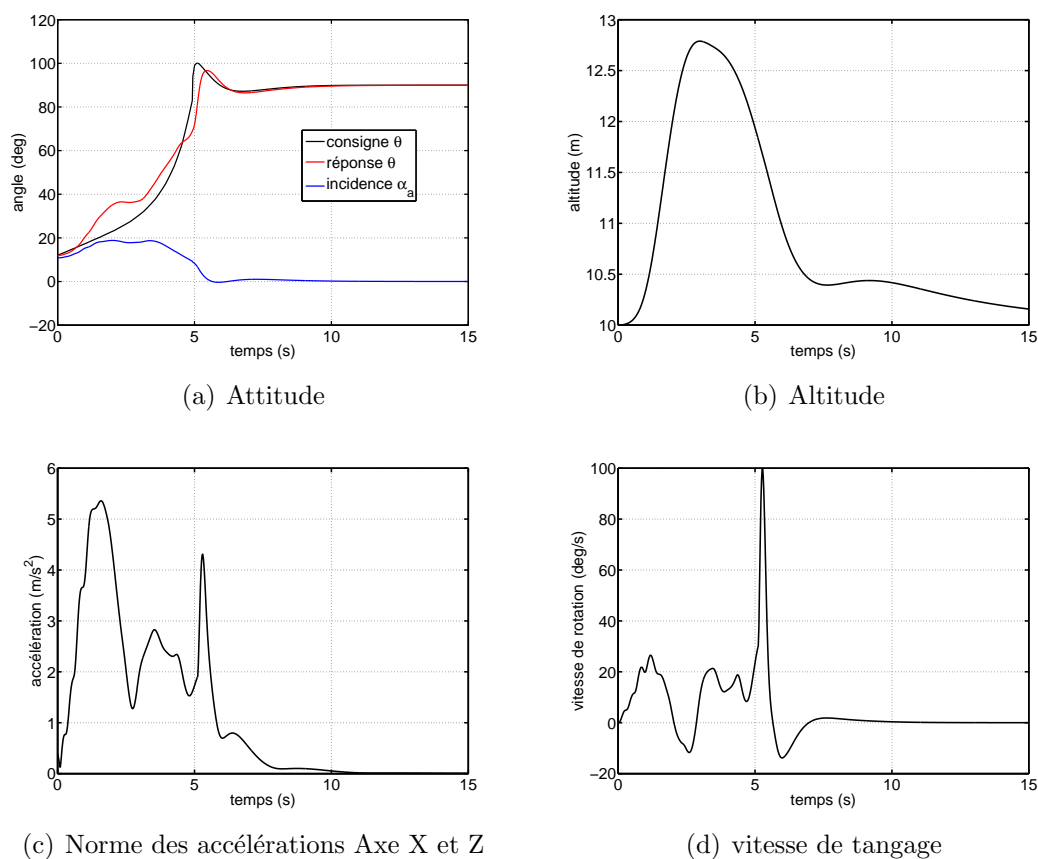 120
100
80
60
40
20
0
−20
0 5 10 15
angle (deg)
temps (s)
consigne θ
réponse θ
incidence α_a
(a) Attitude
13
12.5
12
11.5
11
10.5
10
0 5 10 15
altitude (m)
temps (s)
(b) Altitude
6
5
4
3
2
1
0
0 5 10 15
accélération (m/s²)
temps (s)
(c) Norme des accélérations Axe X et Z
100
80
60
40
20
0
−20
0 5 10 15
vitesse de rotation (deg/s)
temps (s)
(d) vitesse de tangage